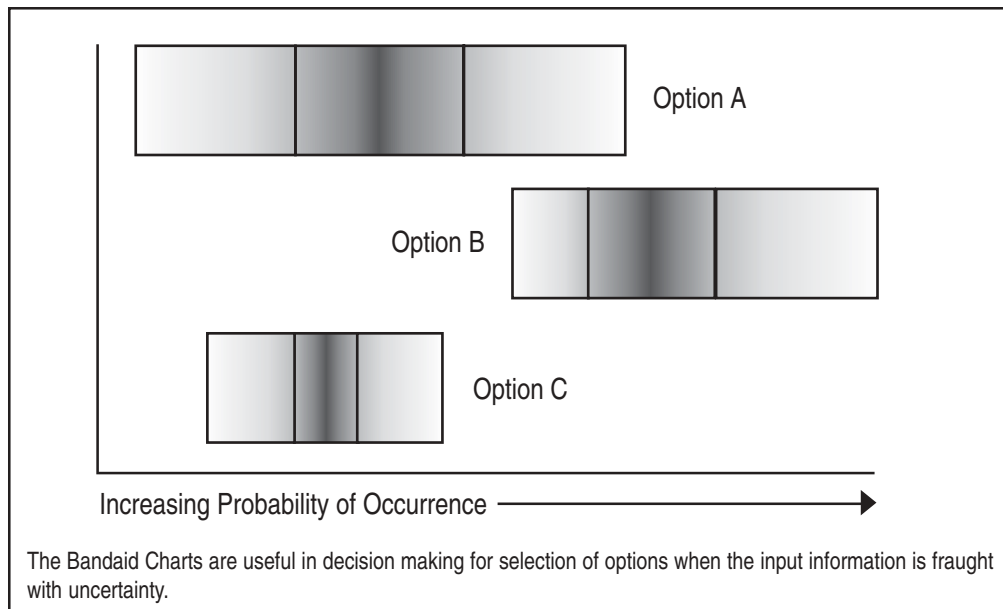 Option A
Option B
Option C
Increasing Probability of Occurrence
The Bandaid Charts are useful in decision making for selection of options when the input information is fraught
with uncertainty.